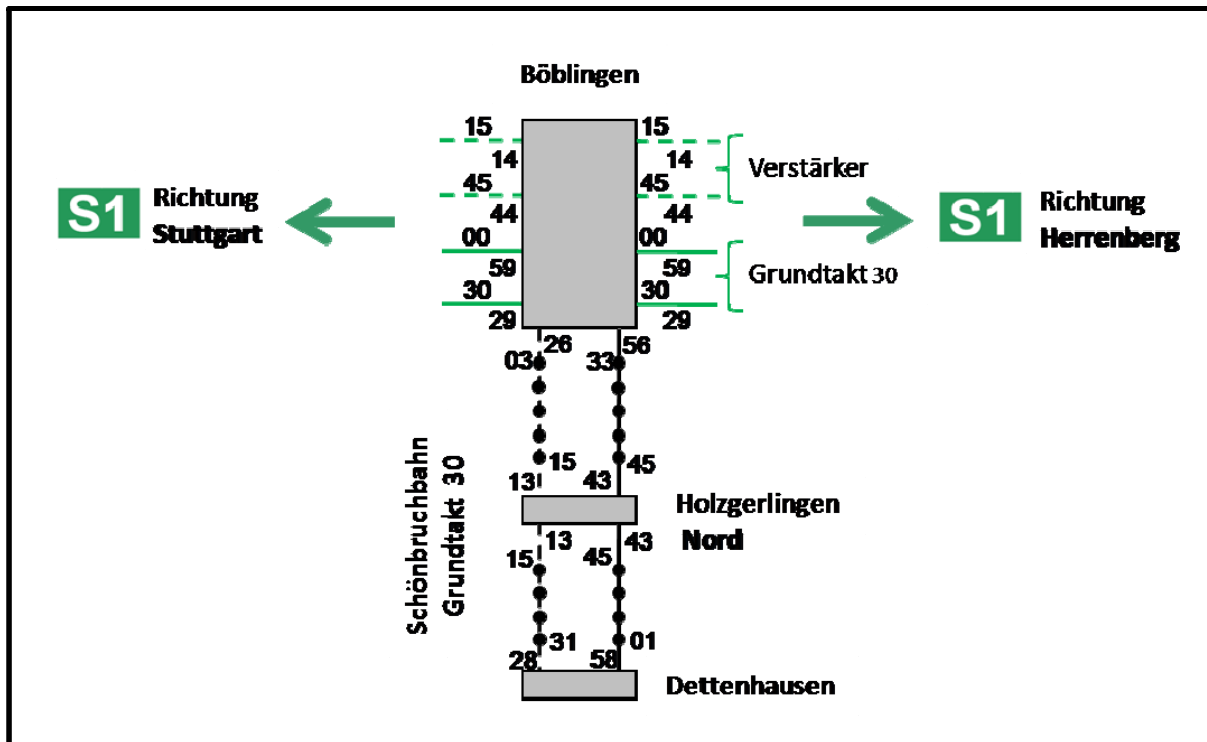 Böblingen
15 15
14 14
Verstärker
45 45
44 44
S1 Richtung
Stuttgart
S1 Richtung
Herrenberg
00 00
59 59
Grundtakt 30
30 30
29 29
26 56
03 33
Schönbruchbahn
Grundtakt 30
15 45
13 43
Holzgerlingen
Nord
13 43
15 45
31 01
28 58
Dettenhausen